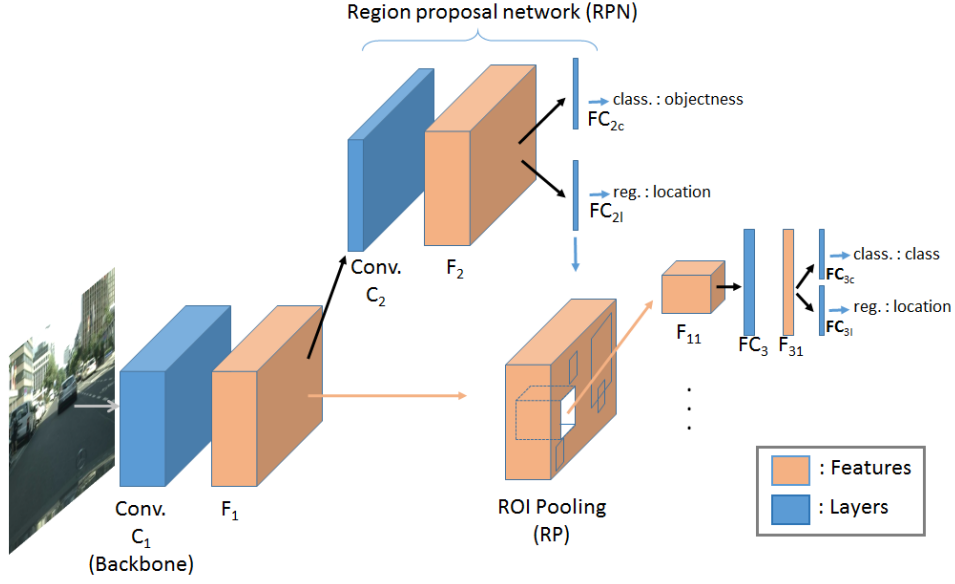 Region proposal network (RPN)
class. : objectness
FC2c
reg. : location
FC2l
Conv.
C2
F2
class. : class
FC3c
reg. : location
FC3l
F11
FC3
F31
Conv.
C1
(Backbone)
F1
ROI Pooling
(RP)
: Features
: Layers